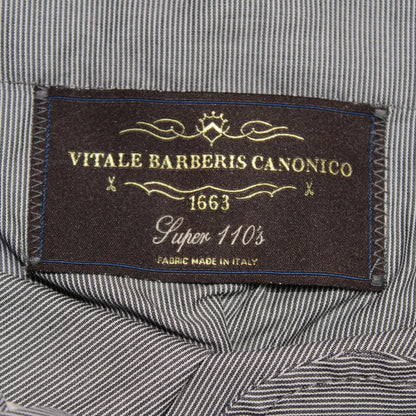 VITALE BARBERIS CANONICO
1663
Super 110's
FABRIC MADE IN ITALY